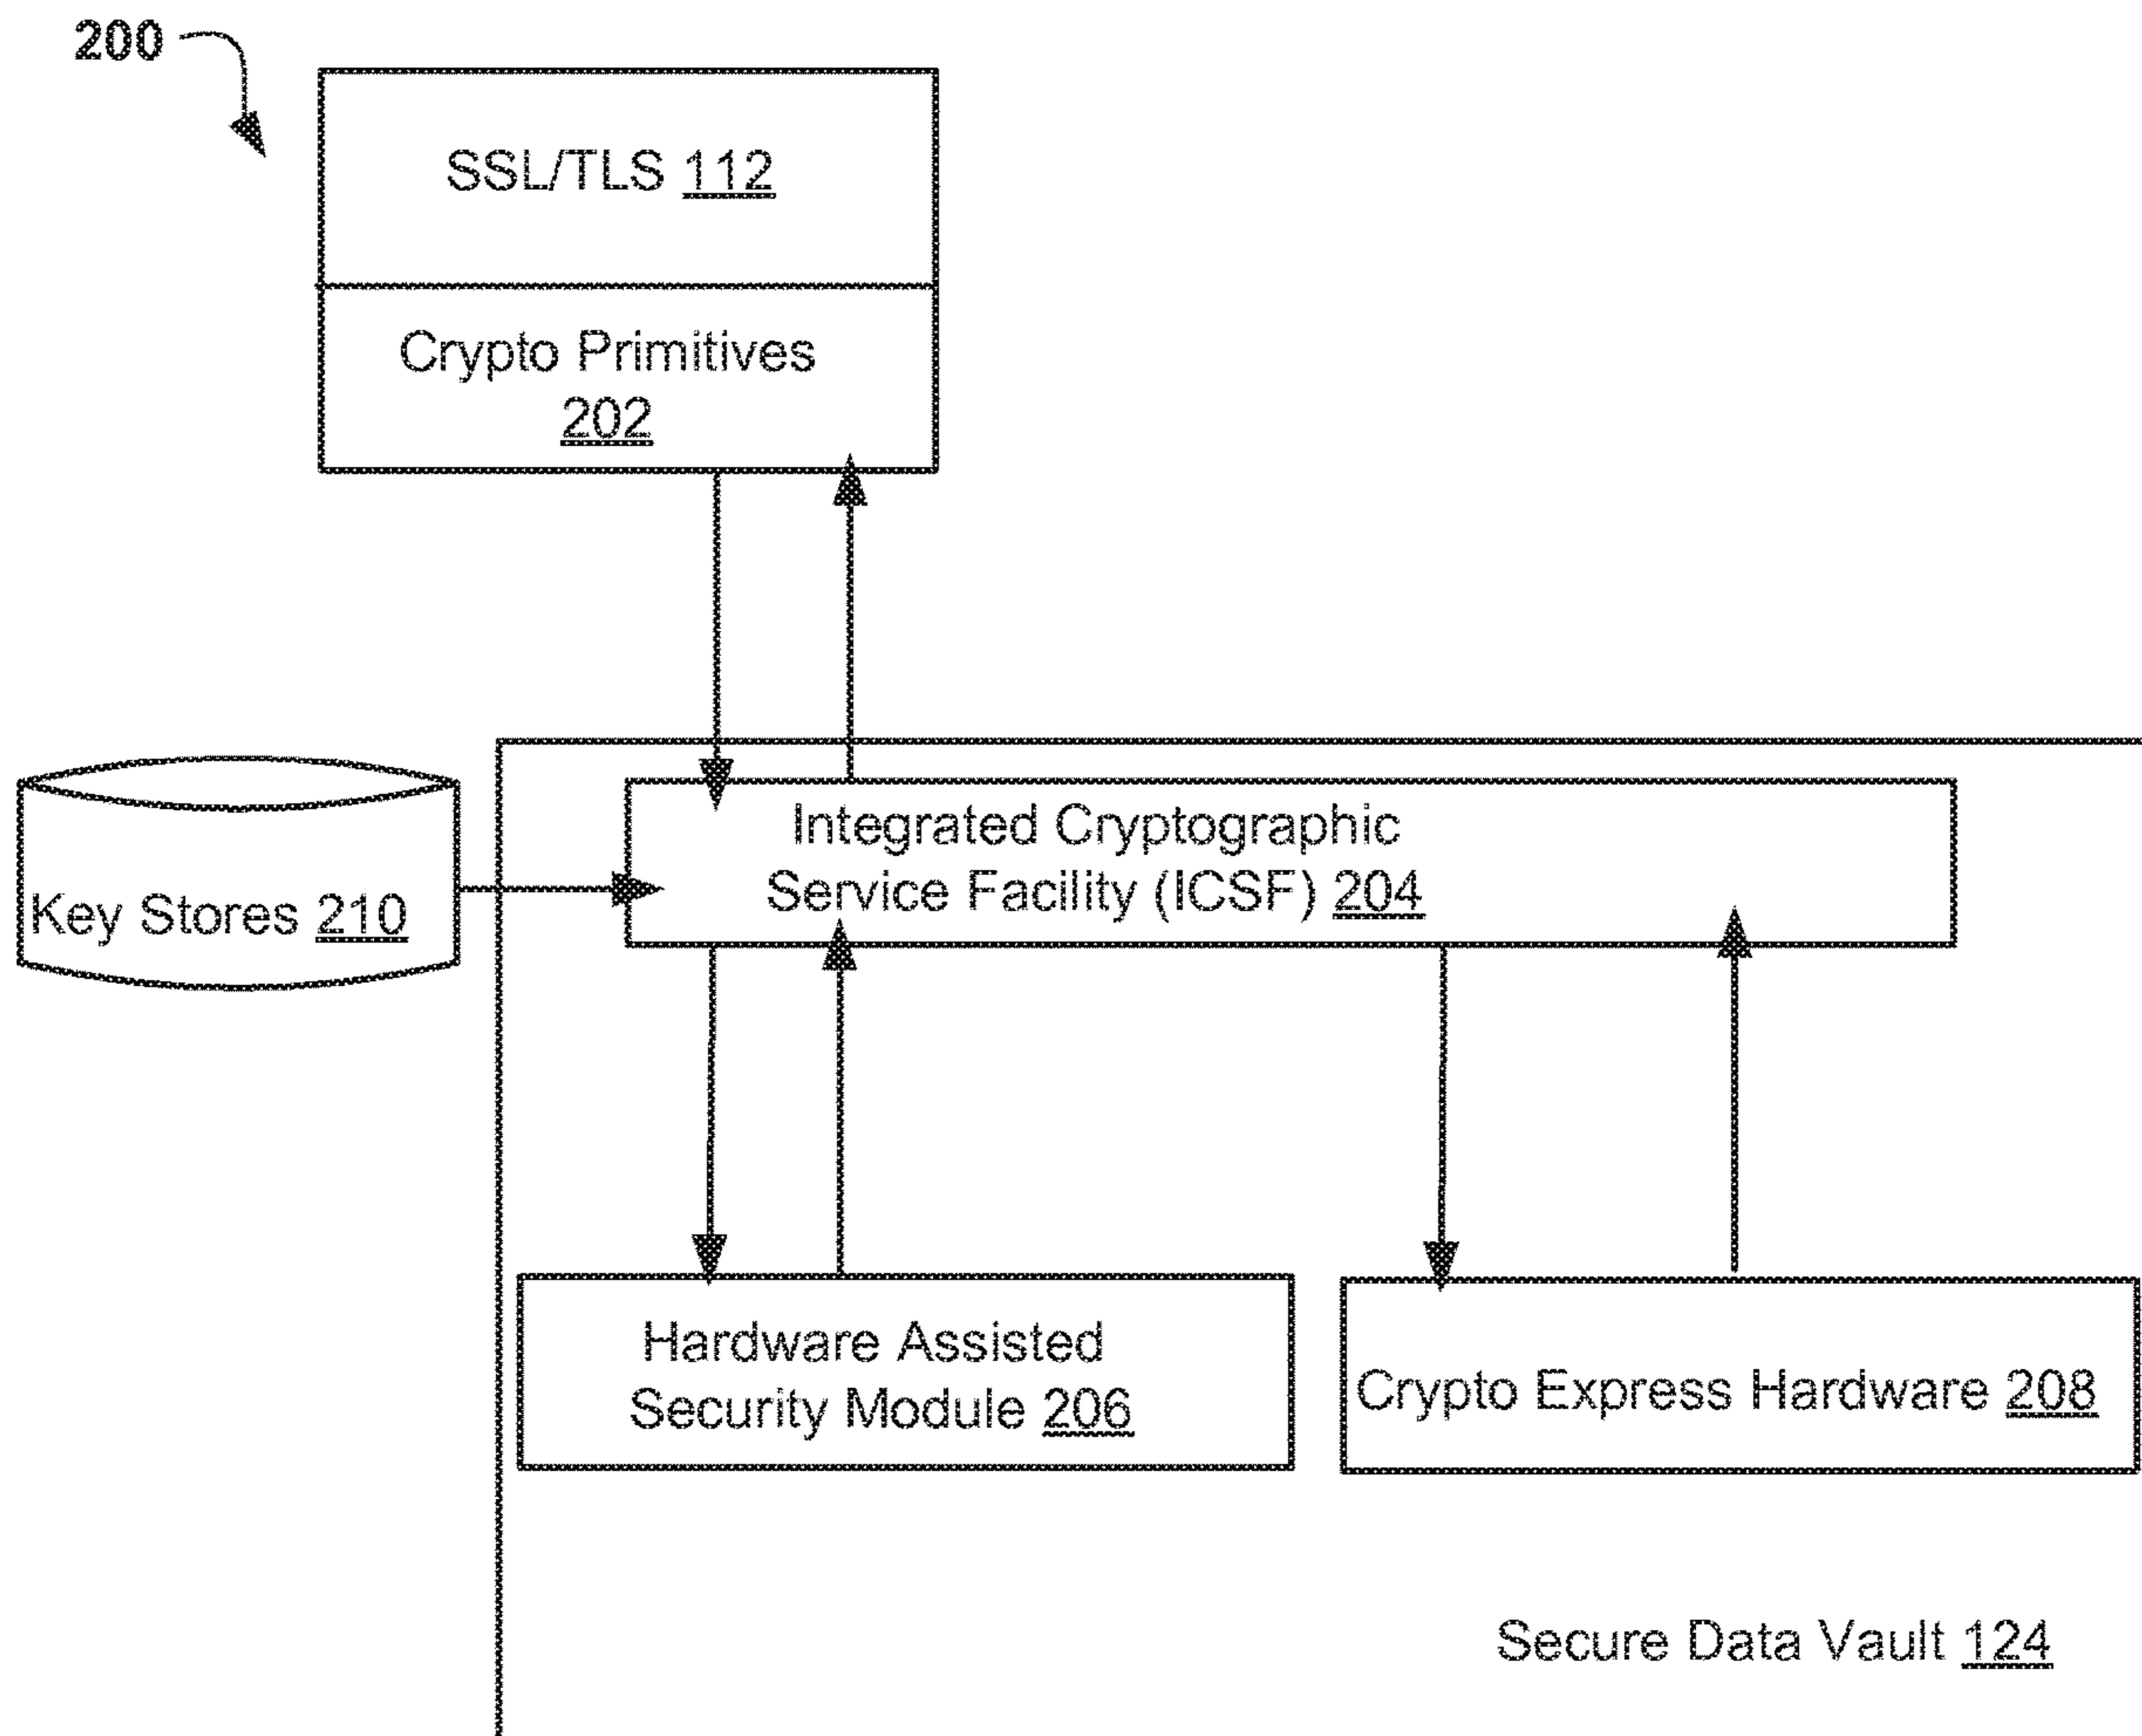 200
SSL/TLS 112
Crypto Primitives
202
Integrated Cryptographic
Service Facility (ICSF) 204
Key Stores 210
Hardware Assisted
Security Module 206
Crypto Express Hardware 208
Secure Data Vault 124